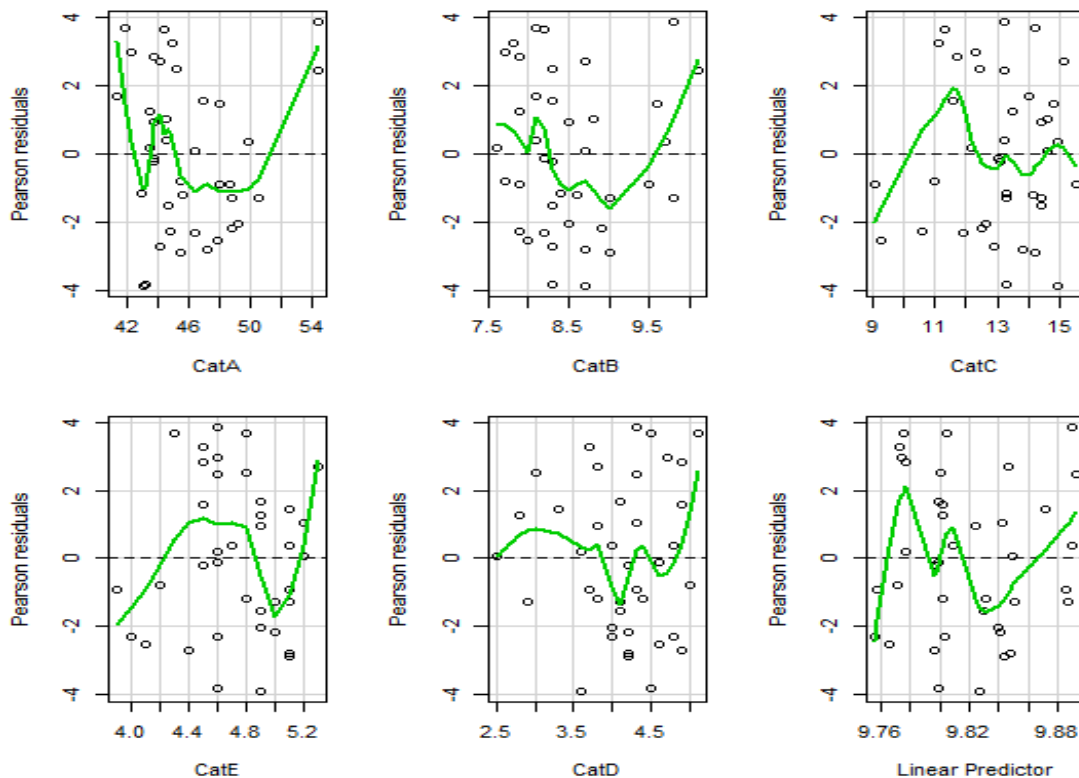 Pearson residuals
4
2
0
-2
-4
42 46 50 54
CatA
Pearson residuals
4
2
0
-2
-4
7.5 8.5 9.5
CatB
Pearson residuals
4
2
0
-2
-4
9 11 13 15
CatC
Pearson residuals
4
2
0
-2
-4
4.0 4.4 4.8 5.2
CatE
Pearson residuals
4
2
0
-2
-4
2.5 3.5 4.5
CatD
Pearson residuals
4
2
0
-2
-4
9.76 9.82 9.88
Linear Predictor